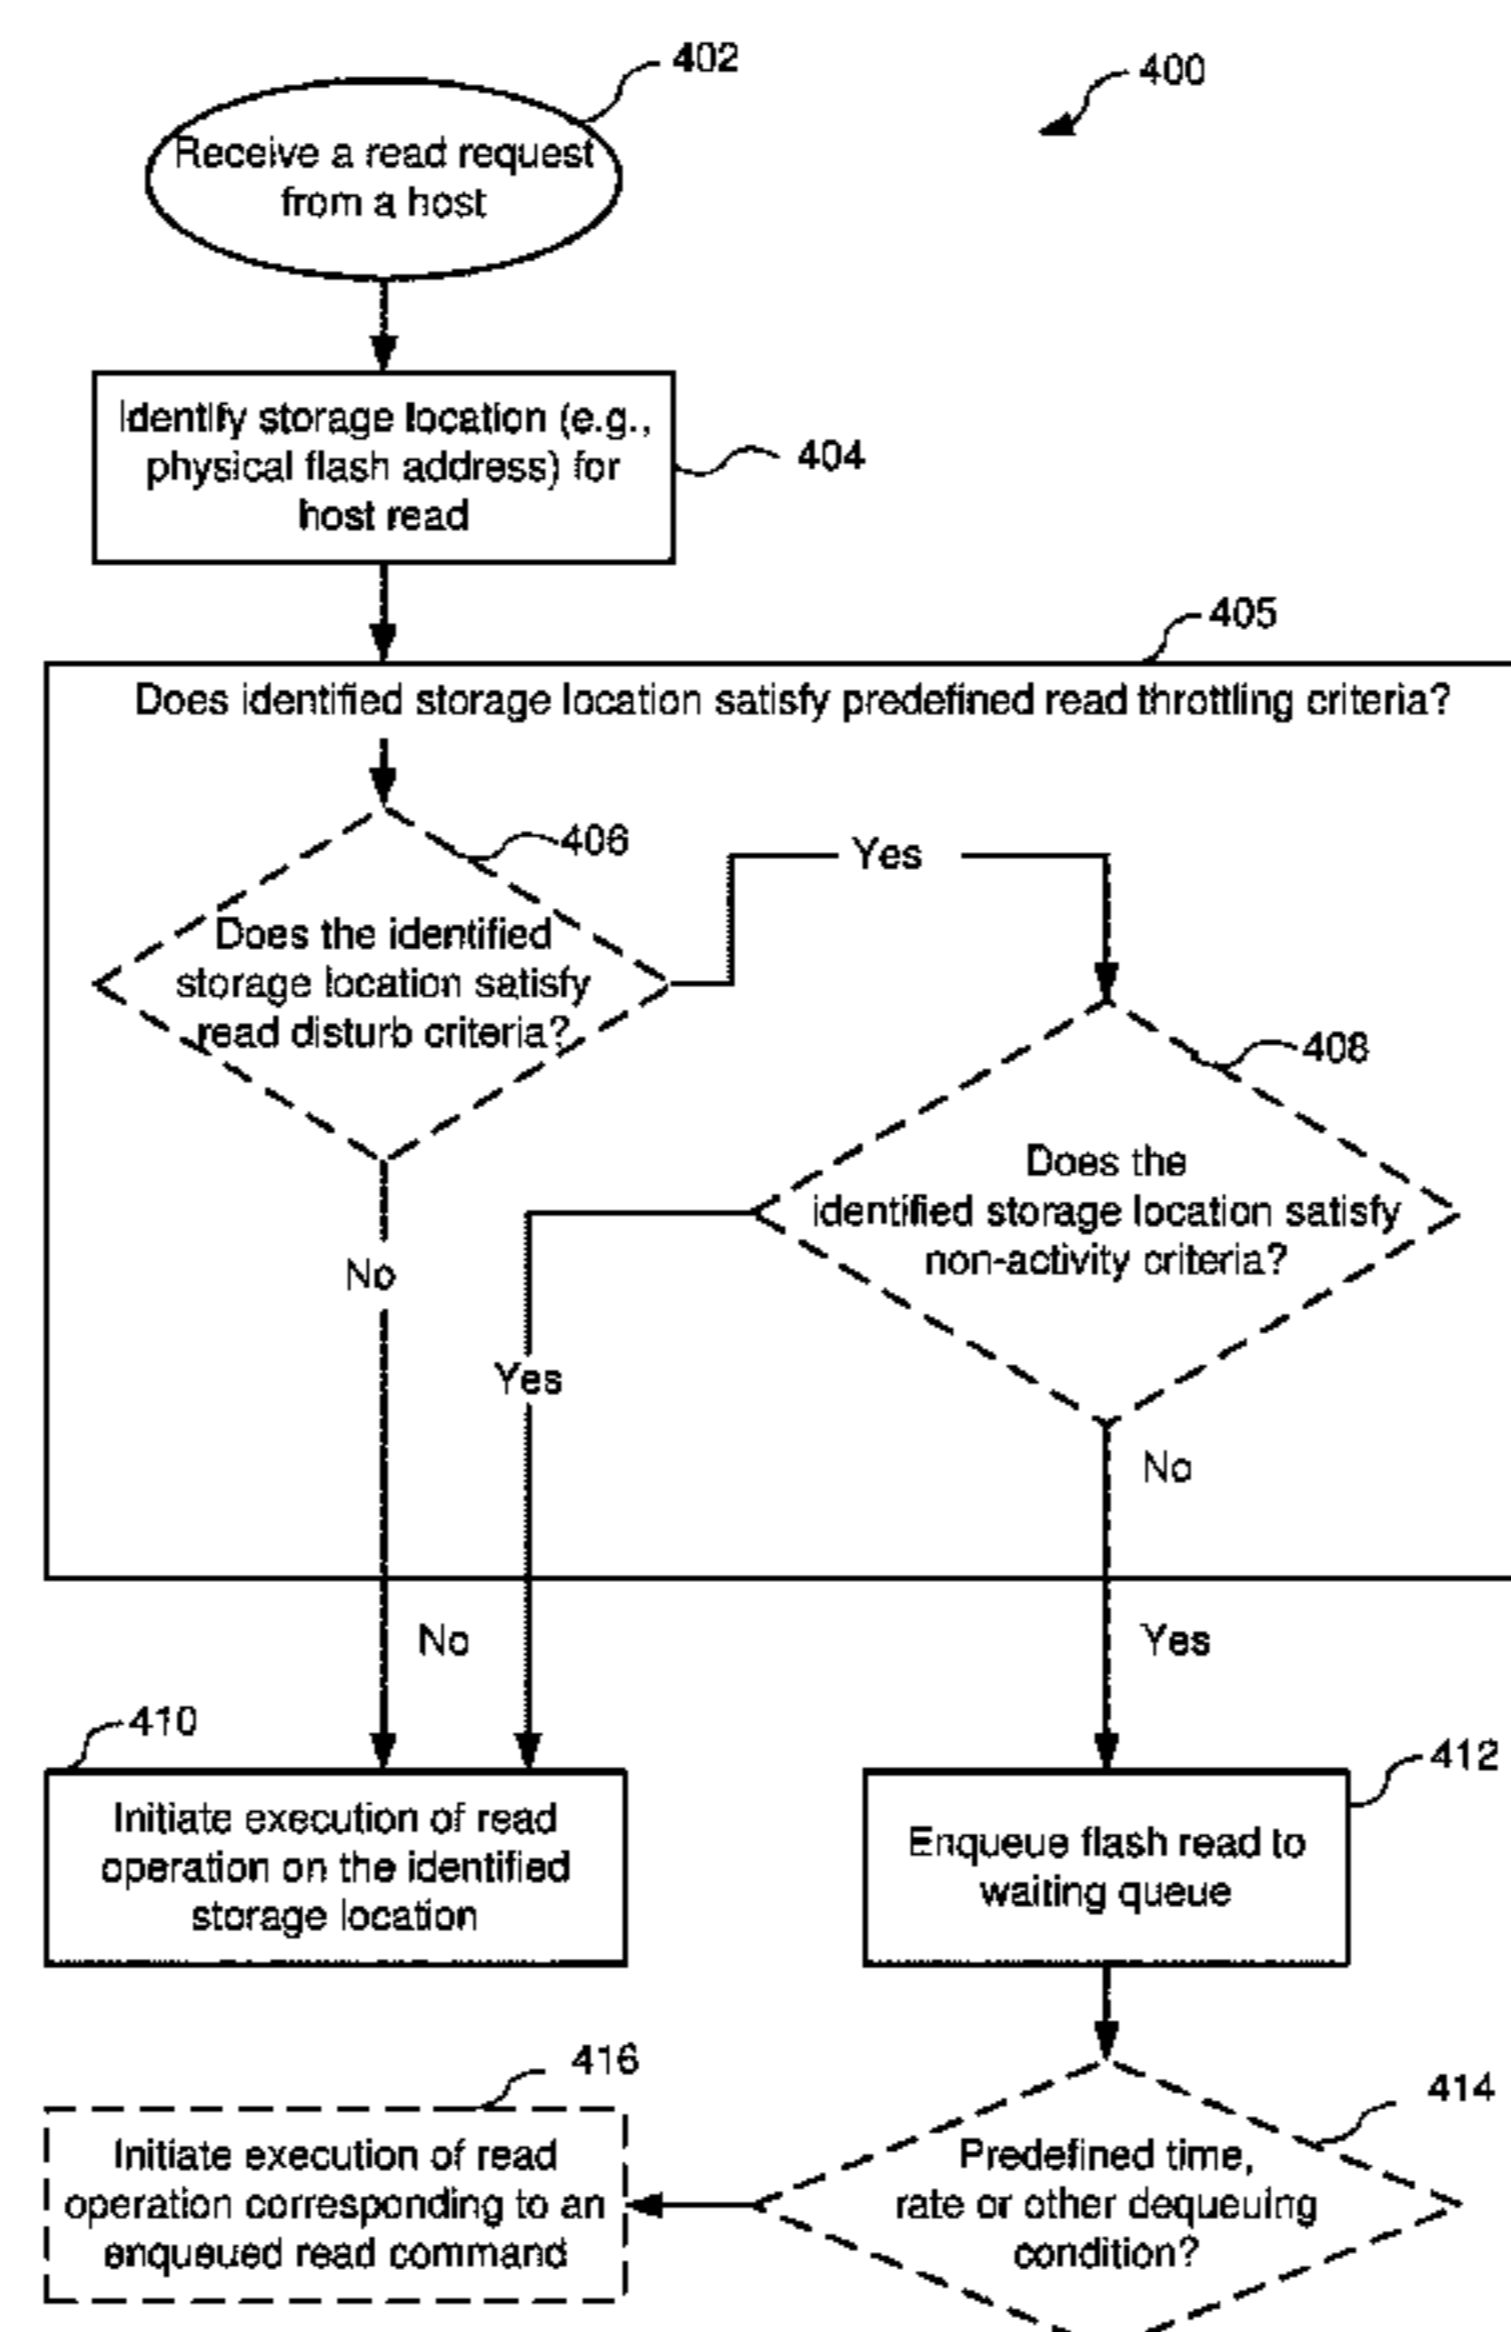 402
400
Receive a read request
from a host
Identify storage location (e.g.,
physical flash address) for
host read
404
405
Does identified storage location satisfy predefined read throttling criteria?
406
Yes
Does the identified
storage location satisfy
read disturb criteria?
408
Does the
identified storage location satisfy
non-activity criteria?
No
Yes
No
No
Yes
410
412
Initiate execution of read
operation on the identified
storage location
Enqueue flash read to
waiting queue
416
414
Initiate execution of read
operation corresponding to an
enqueued read command
Predefined time,
rate or other dequeuing
condition?